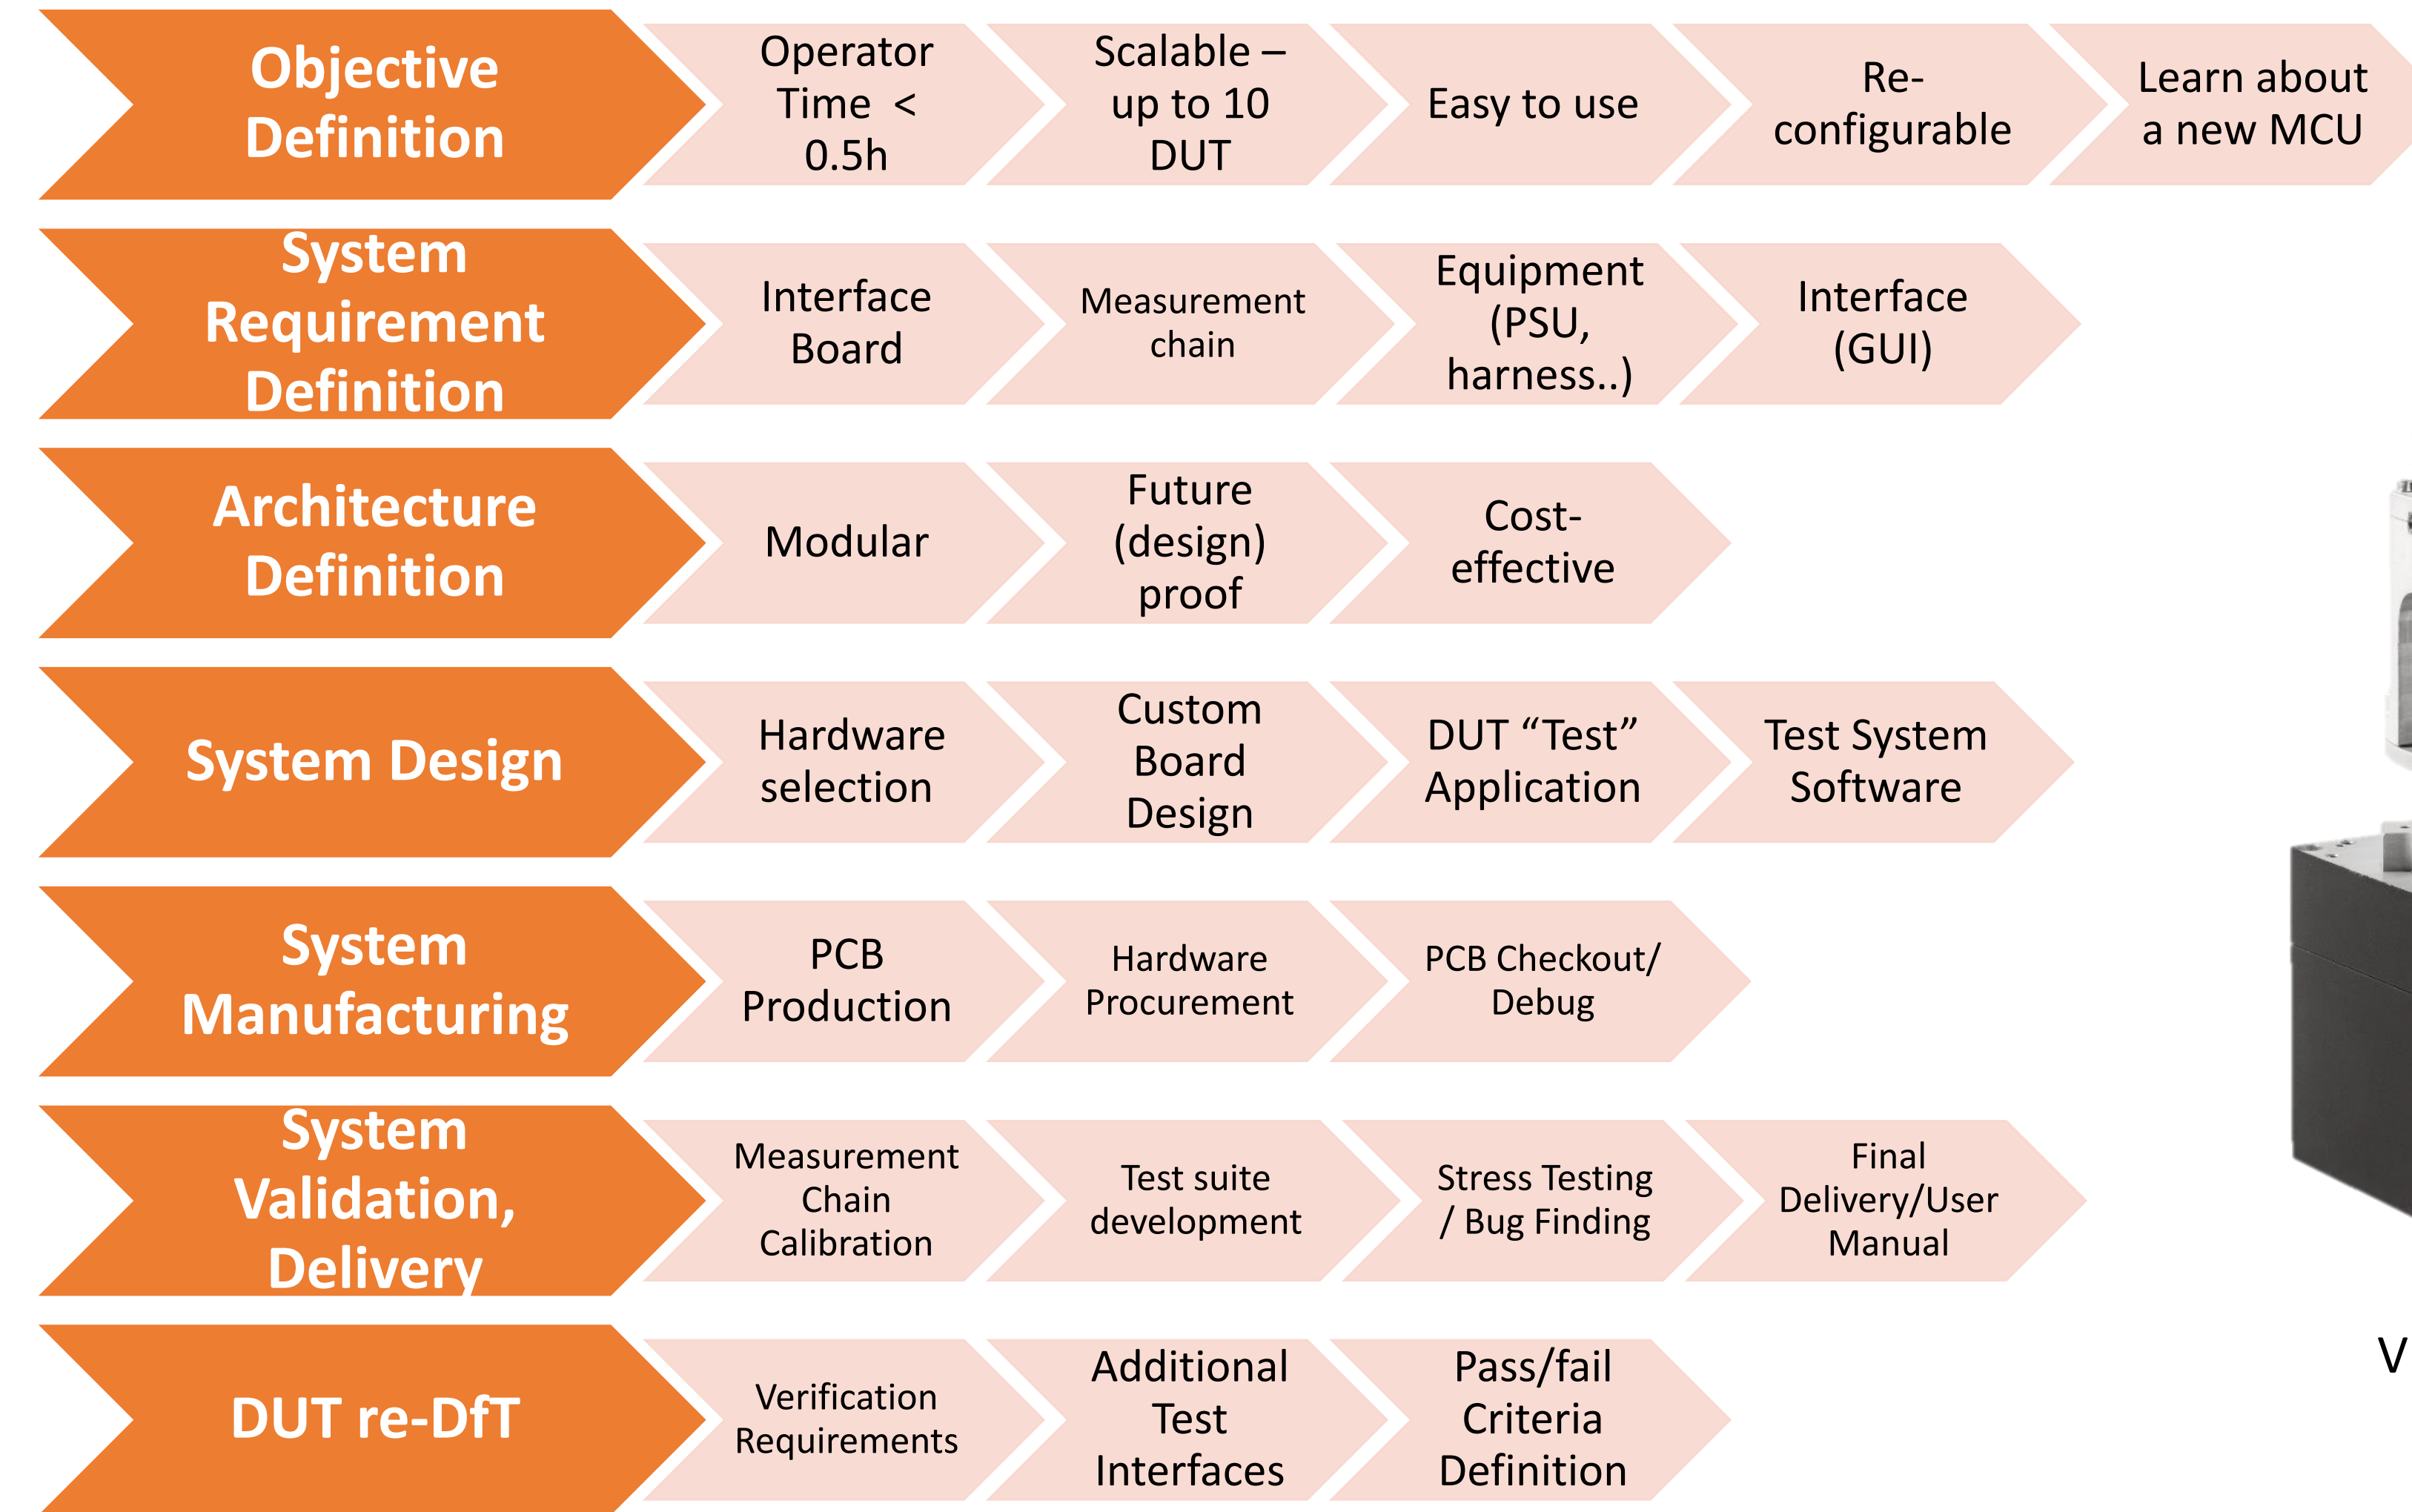 Objective
Definition
Operator
Time < 
0.5h
Scalable –
up to 10
DUT
Easy to use
Re-
configurable
Learn about
a new MCU
System
Requirement
Definition
Interface
Board
Measurement
chain
Equipment
(PSU,
harness..)
Interface
(GUI)
Architecture
Definition
Modular
Future
(design)
proof
Cost-
effective
System Design
Hardware
selection
Custom
Board
Design
DUT “Test”
Application
Test System
Software
System
Manufacturing
PCB
Production
Hardware
Procurement
PCB Checkout/
Debug
System
Validation,
Delivery
Measurement
Chain
Calibration
Test suite
development
Stress Testing
/ Bug Finding
Final
Delivery/User
Manual
DUT re-DfT
Verification
Requirements
Additional
Test
Interfaces
Pass/fail
Criteria
Definition
V